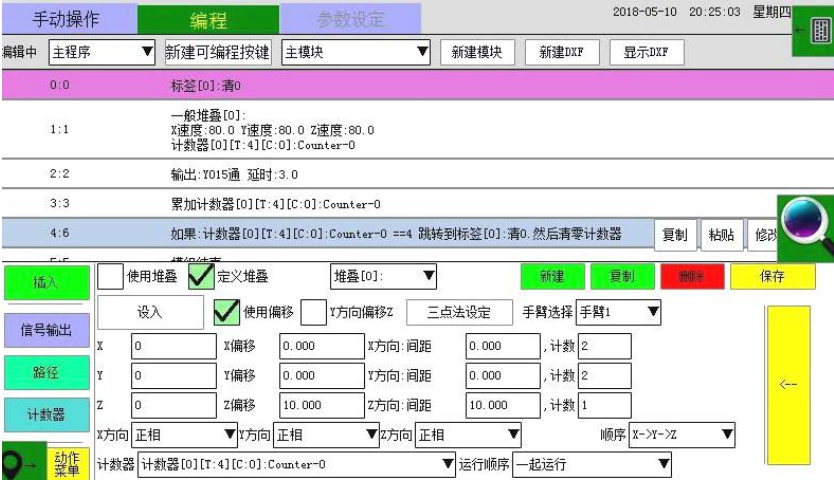 手动操作 编程 参数设定 2018-05-10 20:25:03 星期四
编辑中 主程序 新建可编程按键 主模块 新建模块 新建DXF 显示DXF
0:0 标签[0]:清0
1:1 一般堆叠[0]:
X速度:80.0 Y速度:80.0 Z速度:80.0
计数器[0][T:4][C:0]:Counter-0
2:2 输出:Y015通 延时:3.0
3:3 累加计数器[0][T:4][C:0]:Counter-0
4:6 如果:计数器[0][T:4][C:0]:Counter-0 ==4 跳转到标签[0]:清0.然后清零计数器 复制 粘贴 修改
插入 使用堆叠 定义堆叠 堆叠[0]: 新建 复制 删除 保存
设入 使用偏移 Y方向偏移Z 三点法设定 手臂选择 手臂1
信号输出
X 0 X偏移 0.000 X方向:间距 0.000 ,计数 2
路径 Y 0 Y偏移 0.000 Y方向:间距 0.000 ,计数 2 <--
计数器 Z 0 Z偏移 10.000 Z方向:间距 10.000 ,计数 1
X方向 正相 Y方向 正相 Z方向 正相 顺序 X->Y->Z
动作菜单 计数器 计数器[0][T:4][C:0]:Counter-0 运行顺序 一起运行